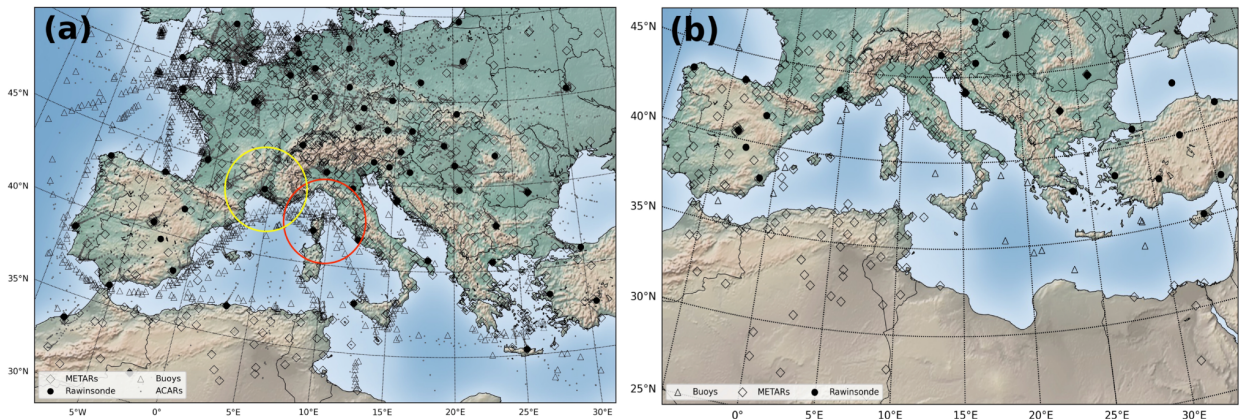 (a)
45°N
40°N
35°N
30°N
METARs
Buoys
Rawinsonde
ACARs
5°W
0°
5°E
10°E
15°E
20°E
25°E
30°E
(b)
45°N
40°N
35°N
30°N
25°N
Buoys
METARs
Rawinsonde
0°
5°E
10°E
15°E
20°E
25°E
30°E